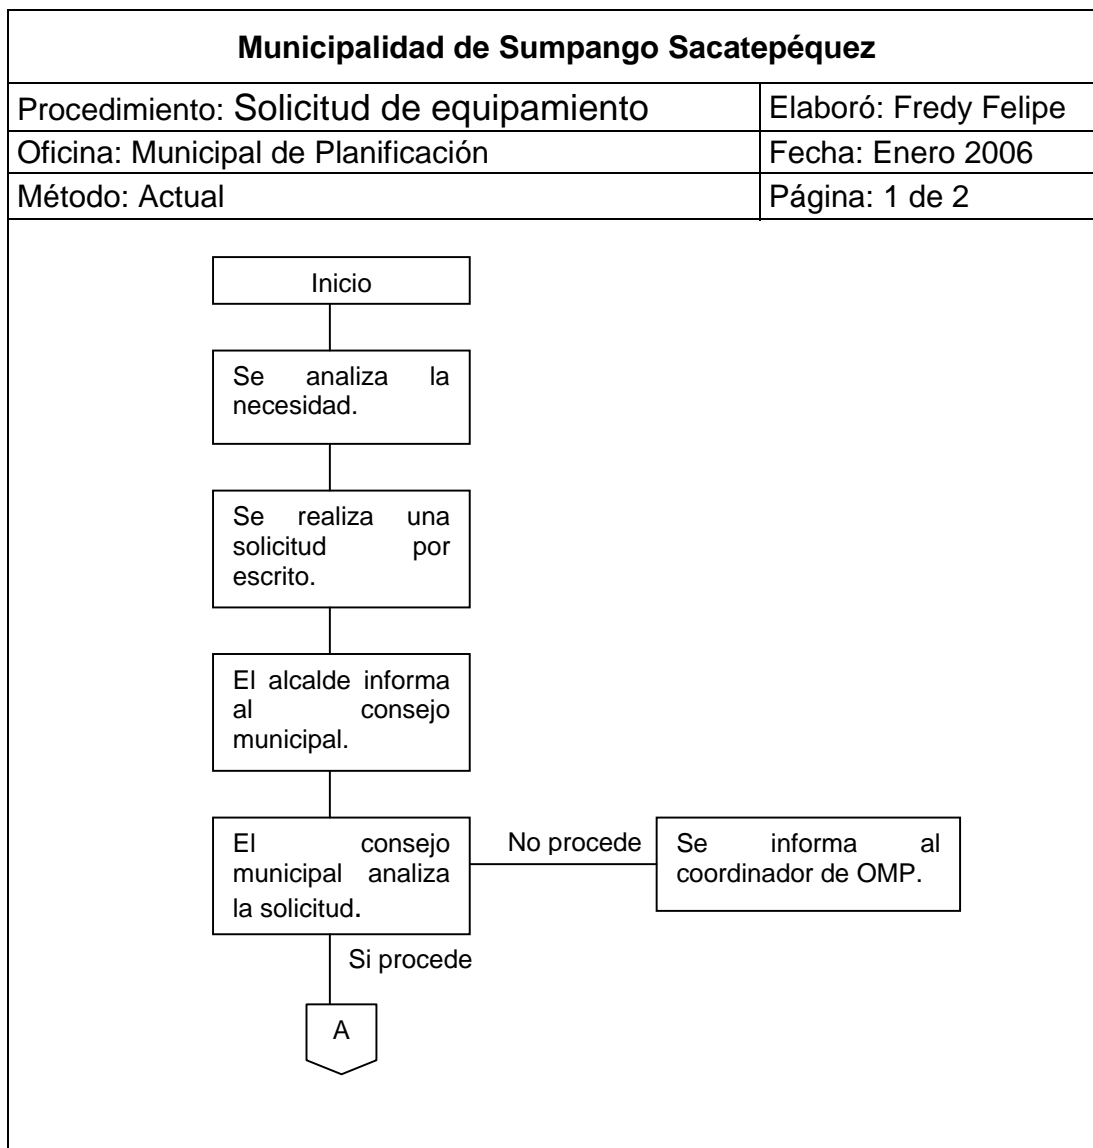 Municipalidad de Sumpango Sacatepéquez
Procedimiento: Solicitud de equipamiento
Elaboró: Fredy Felipe
Oficina: Municipal de Planificación
Fecha: Enero 2006
Método: Actual
Página: 1 de 2
Inicio
Se analiza la
necesidad.
Se realiza una
solicitud por
escrito.
El alcalde informa
al consejo
municipal.
El consejo
municipal analiza
la solicitud.
No procede
Se informa al
coordinador de OMP.
Si procede
A